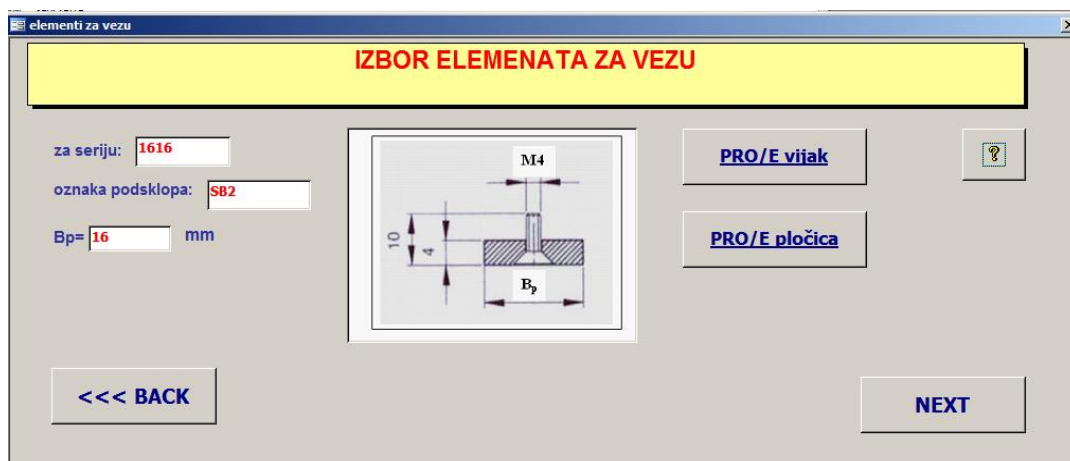 elementi za vezu
IZBOR ELEMENATA ZA VEZU
za seriju: 1616
oznaka podsklopa: SB2
Bp= 16 mm
M4
10
4
Bp
PRO/E vijak
PRO/E pločica
?
<<< BACK
NEXT